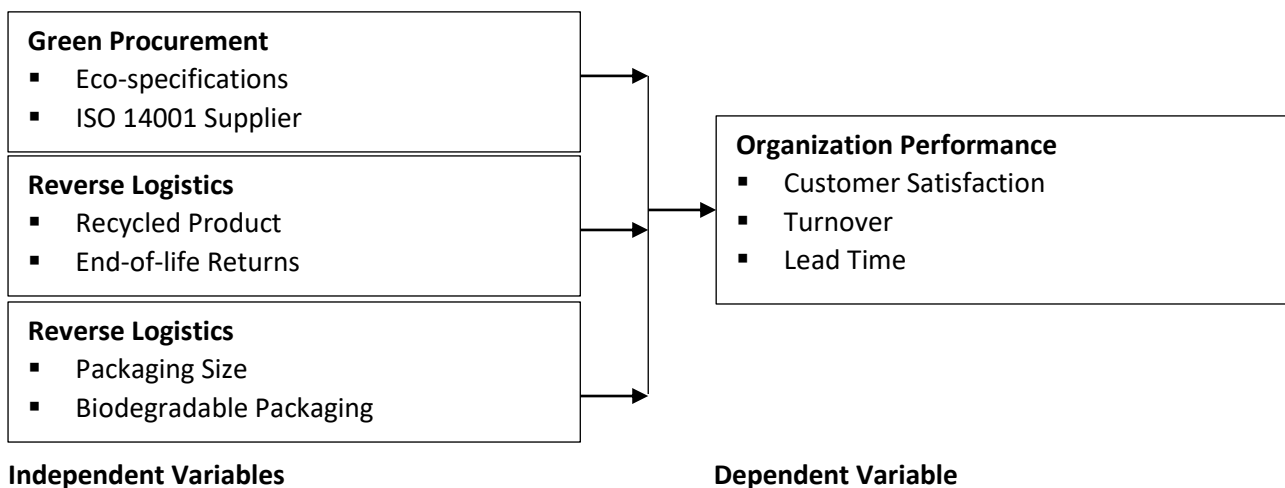 Green Procurement
▪ Eco-specifications
▪ ISO 14001 Supplier
Reverse Logistics
▪ Recycled Product
▪ End-of-life Returns
Reverse Logistics
▪ Packaging Size
▪ Biodegradable Packaging
Independent Variables
Organization Performance
▪ Customer Satisfaction
▪ Turnover
▪ Lead Time
Dependent Variable